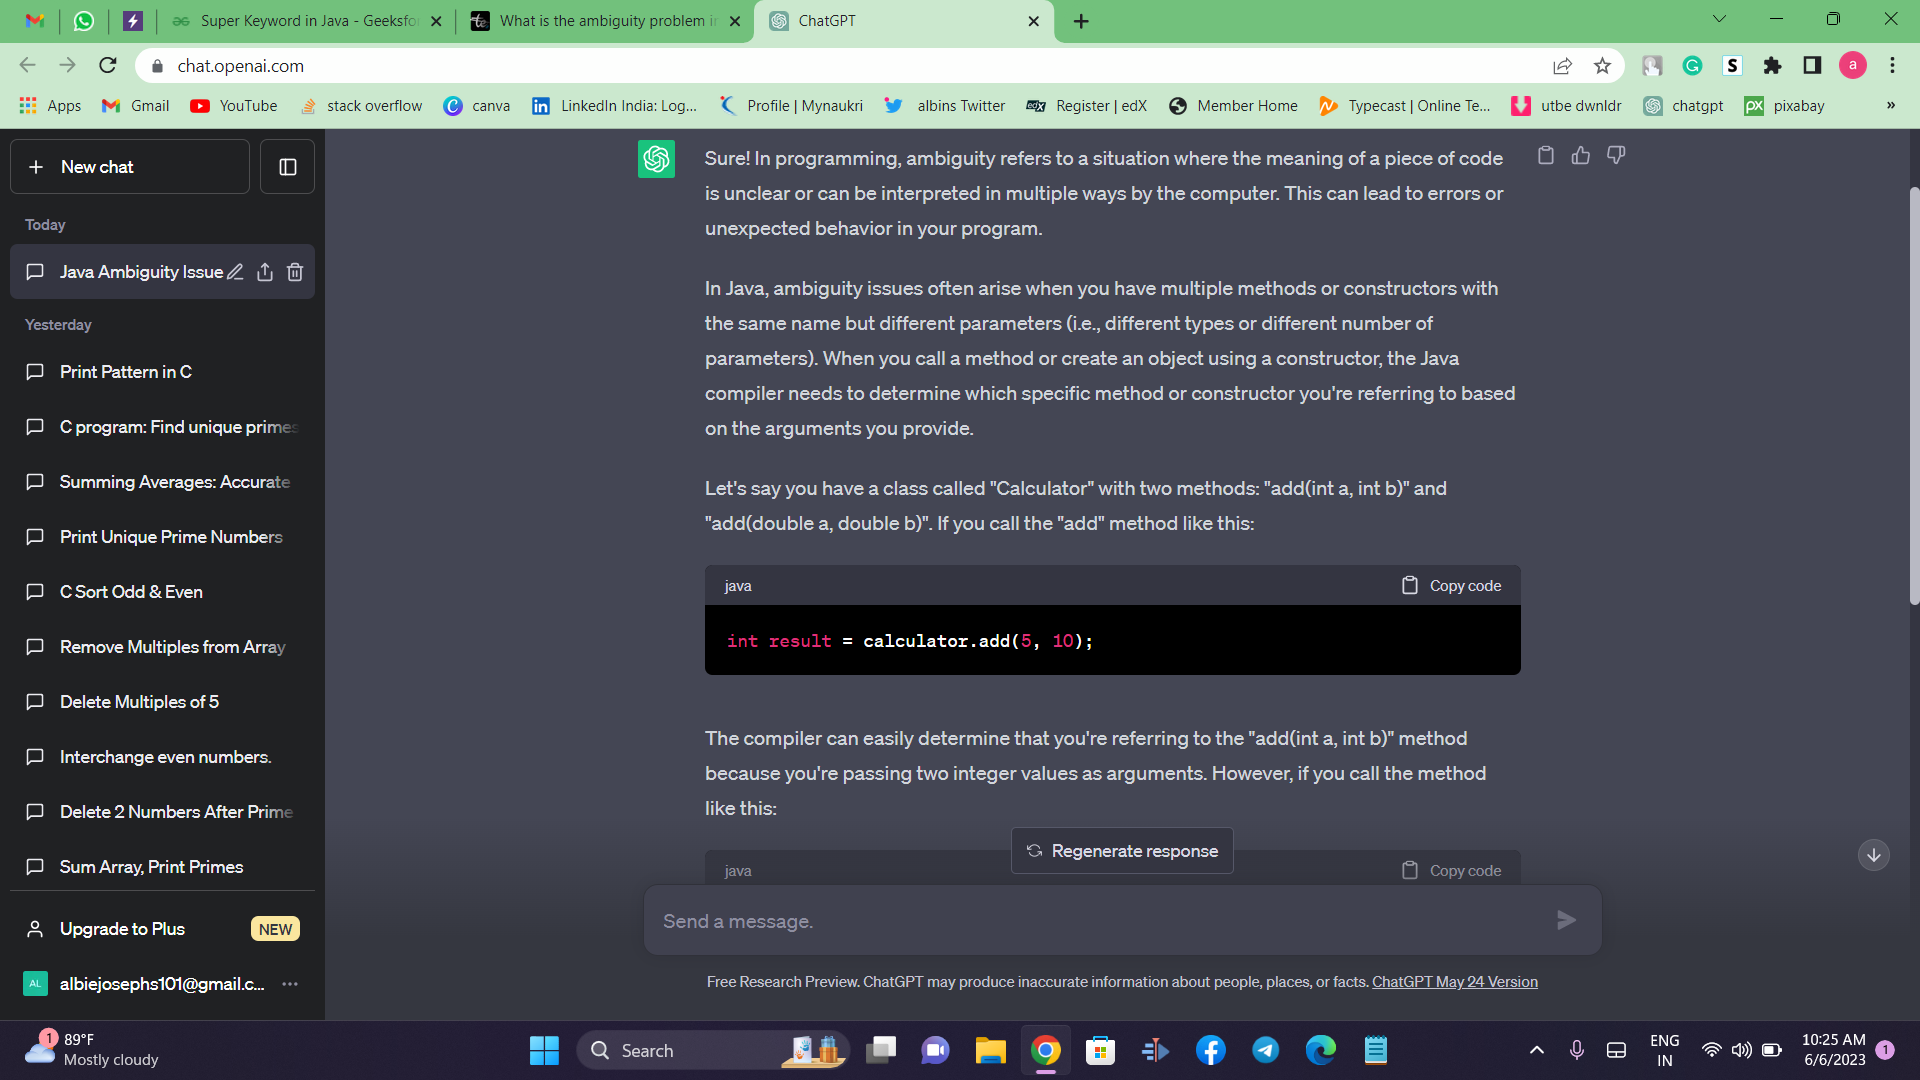 Super Keyword in Java - Geeksfo
What is the ambiguity problem in
ChatGPT
chat.openai.com
S
a
Apps
Gmail
YouTube
stack overflow
canva
LinkedIn India: Log...
Profile | Mynaukri
albins Twitter
Register | edX
Member Home
Typecast | Online Te...
utbe dwnldr
chatgpt
pixabay
»
New chat
Today
Java Ambiguity Issue
Yesterday
Print Pattern in C
C program: Find unique primes
Summing Averages: Accurate
Print Unique Prime Numbers
C Sort Odd & Even
Remove Multiples from Array
Delete Multiples of 5
Interchange even numbers.
Delete 2 Numbers After Prime
Sum Array, Print Primes
Upgrade to Plus
NEW
AL
albiejosephs101@gmail.c...
Sure! In programming, ambiguity refers to a situation where the meaning of a piece of code
is unclear or can be interpreted in multiple ways by the computer. This can lead to errors or
unexpected behavior in your program.
In Java, ambiguity issues often arise when you have multiple methods or constructors with
the same name but different parameters (i.e., different types or different number of
parameters). When you call a method or create an object using a constructor, the Java
compiler needs to determine which specific method or constructor you're referring to based
on the arguments you provide.
Let's say you have a class called "Calculator" with two methods: "add(int a, int b)" and
"add(double a, double b)". If you call the "add" method like this:
java
Copy code
int result = calculator.add(5, 10);
The compiler can easily determine that you're referring to the "add(int a, int b)" method
because you're passing two integer values as arguments. However, if you call the method
like this:
Regenerate response
java
Copy code
Send a message.
Free Research Preview. ChatGPT may produce inaccurate information about people, places, or facts. ChatGPT May 24 Version
1
89°F
Mostly cloudy
Search
ENG
IN
10:25 AM
6/6/2023
1